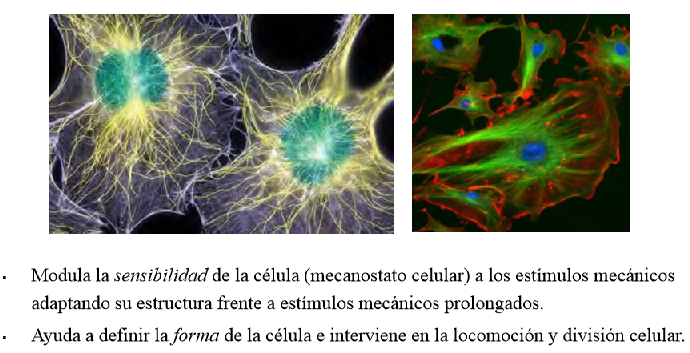 • Modula la sensibilidad de la célula (mecanostato celular) a los estímulos mecánicos
adaptando su estructura frente a estímulos mecánicos prolongados.
• Ayuda a definir la forma de la célula e interviene en la locomoción y división celular.